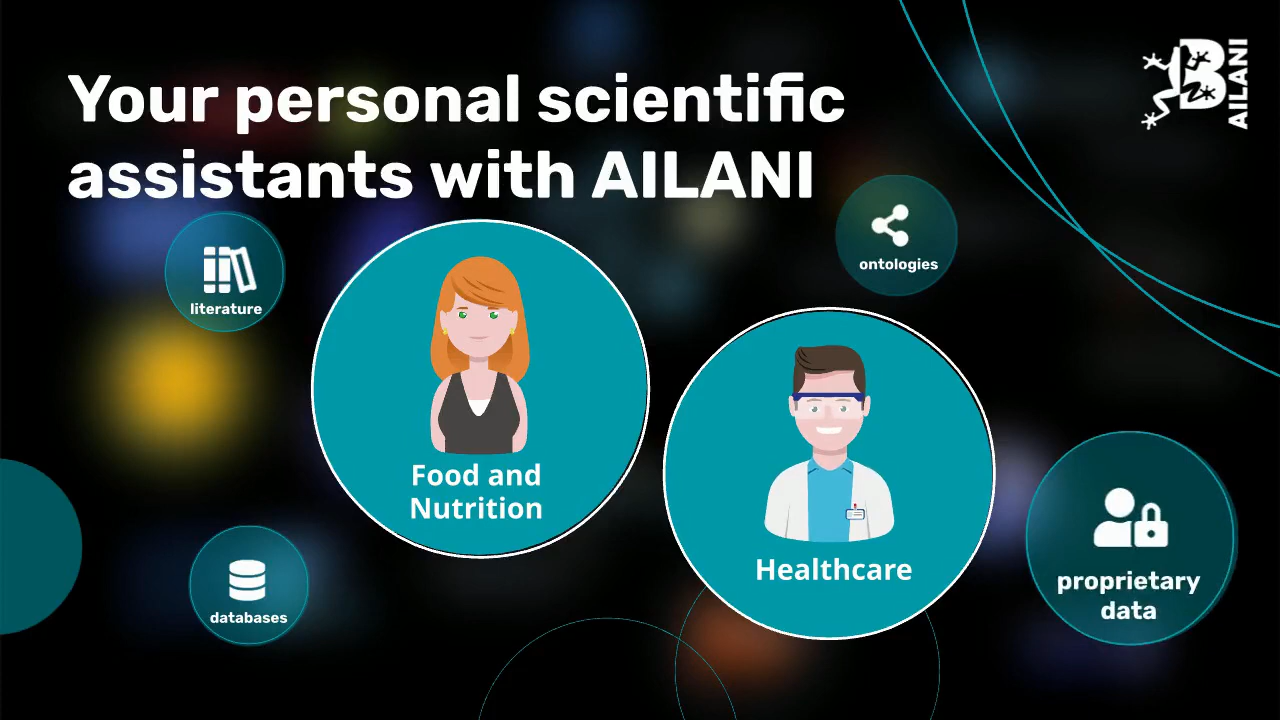 Your personal scientific
assistants with AILANI
B
AILANI
literature
ontologies
Food and
Nutrition
Healthcare
databases
proprietary
data